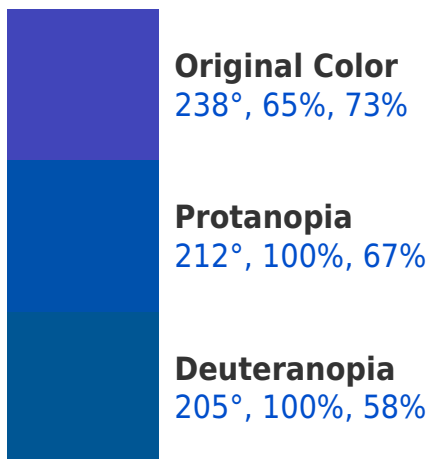 Original Color
238°, 65%, 73%
Protanopia
212°, 100%, 67%
Deuteranopia
205°, 100%, 58%